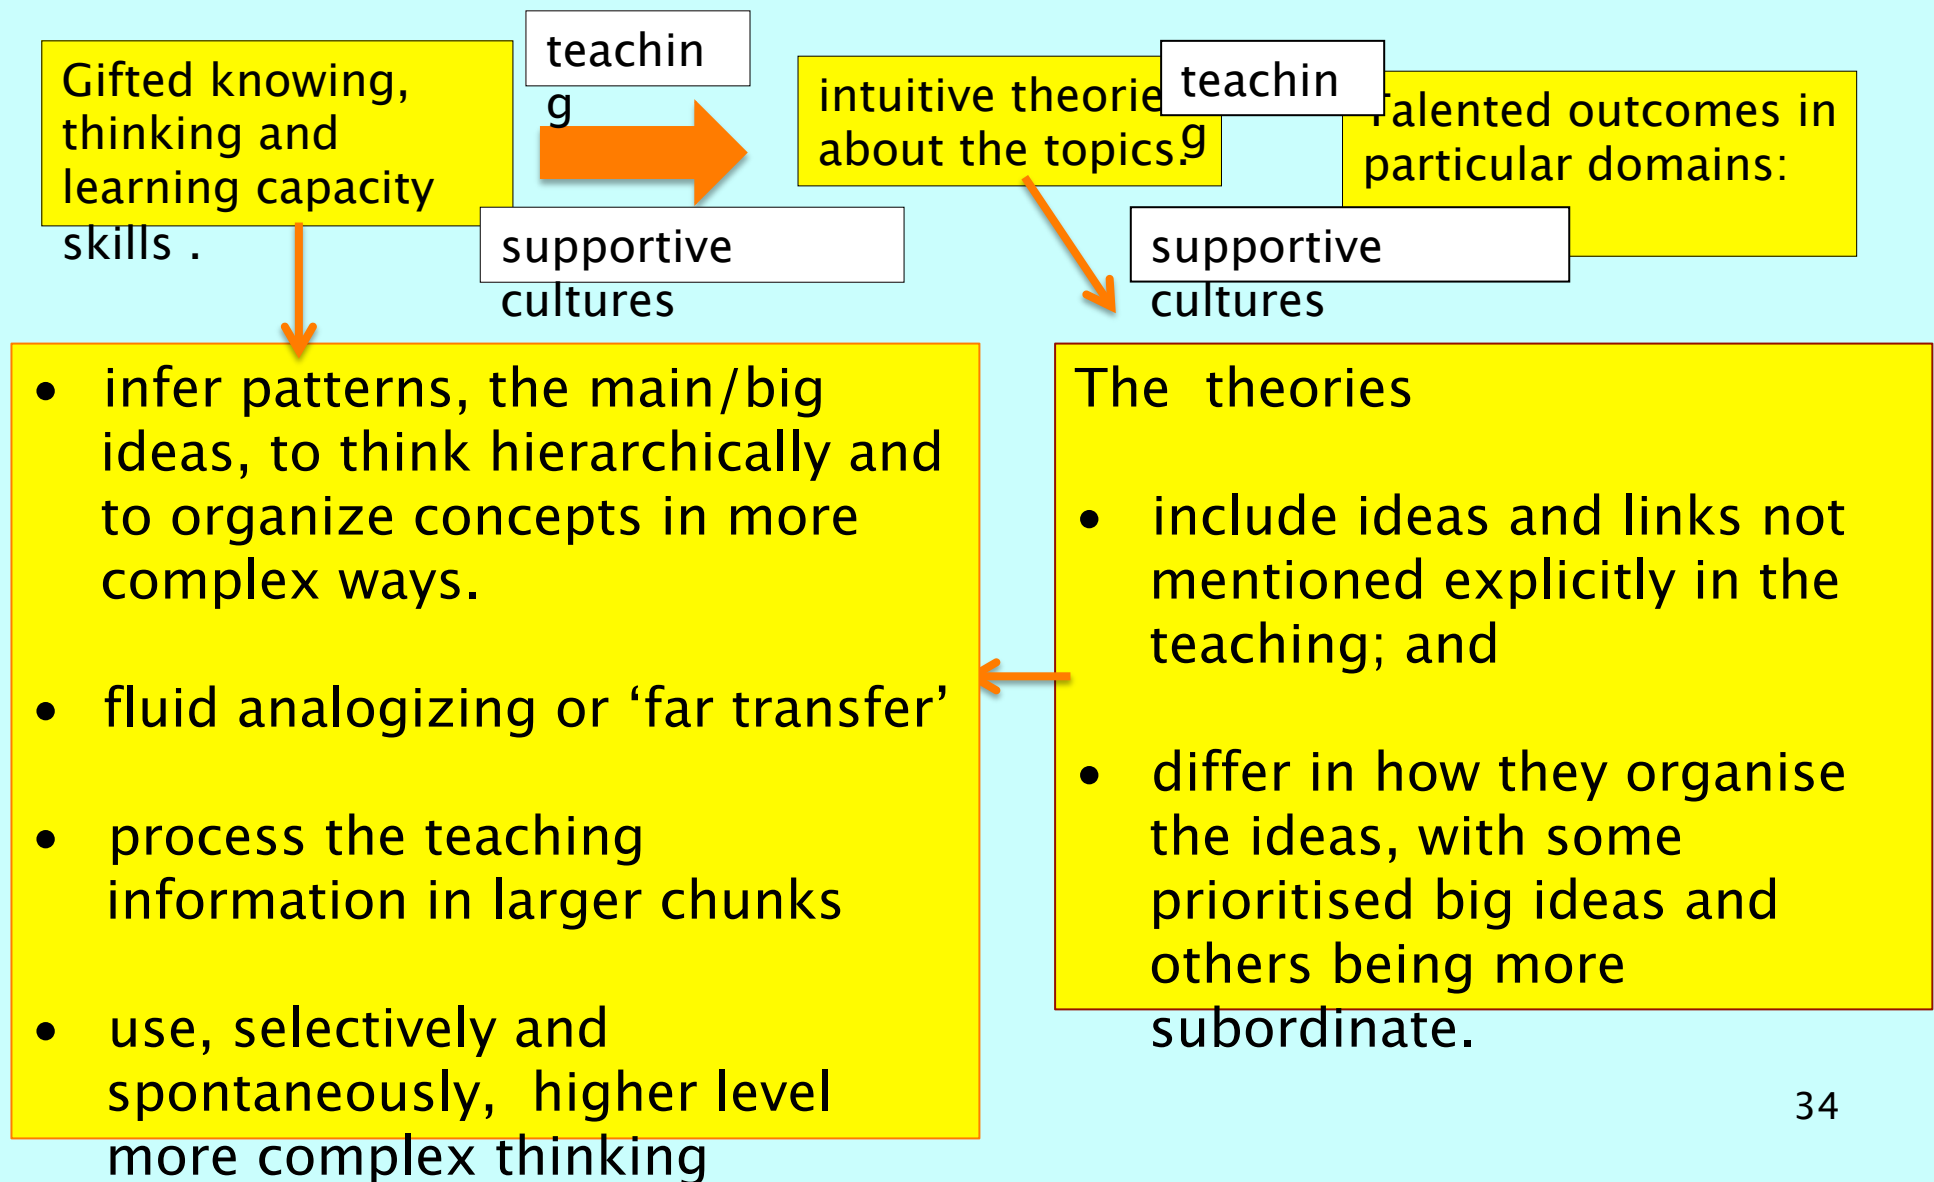 Gifted knowing,
thinking and
learning capacity
skills .
teachin
g
supportive
cultures
intuitive theorie
about the topics.
teachin
g
supportive
cultures
Talented outcomes in
particular domains:
• infer patterns, the main/big
ideas, to think hierarchically and
to organize concepts in more
complex ways.
• fluid analogizing or ‘far transfer’
• process the teaching
information in larger chunks
• use, selectively and
spontaneously, higher level
more complex thinking
The theories
• include ideas and links not
mentioned explicitly in the
teaching; and
• differ in how they organise
the ideas, with some
prioritised big ideas and
others being more
subordinate.
34